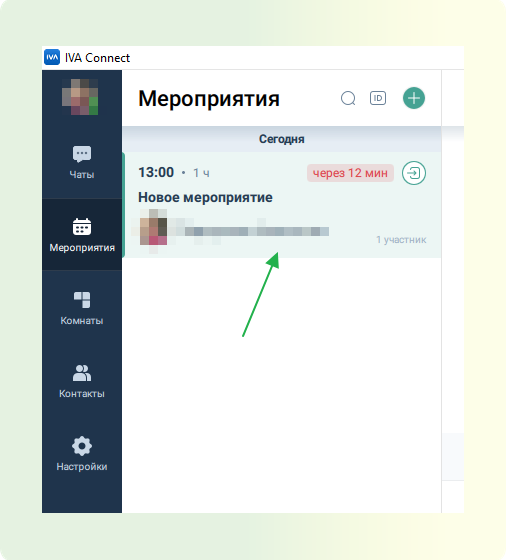 IVA IVA Connect
Мероприятия ID
Сегодня
13:00 • 1 ч через 12 мин
Новое мероприятие
1 участник
Чаты
Мероприятия
Комнаты
Контакты
Настройки